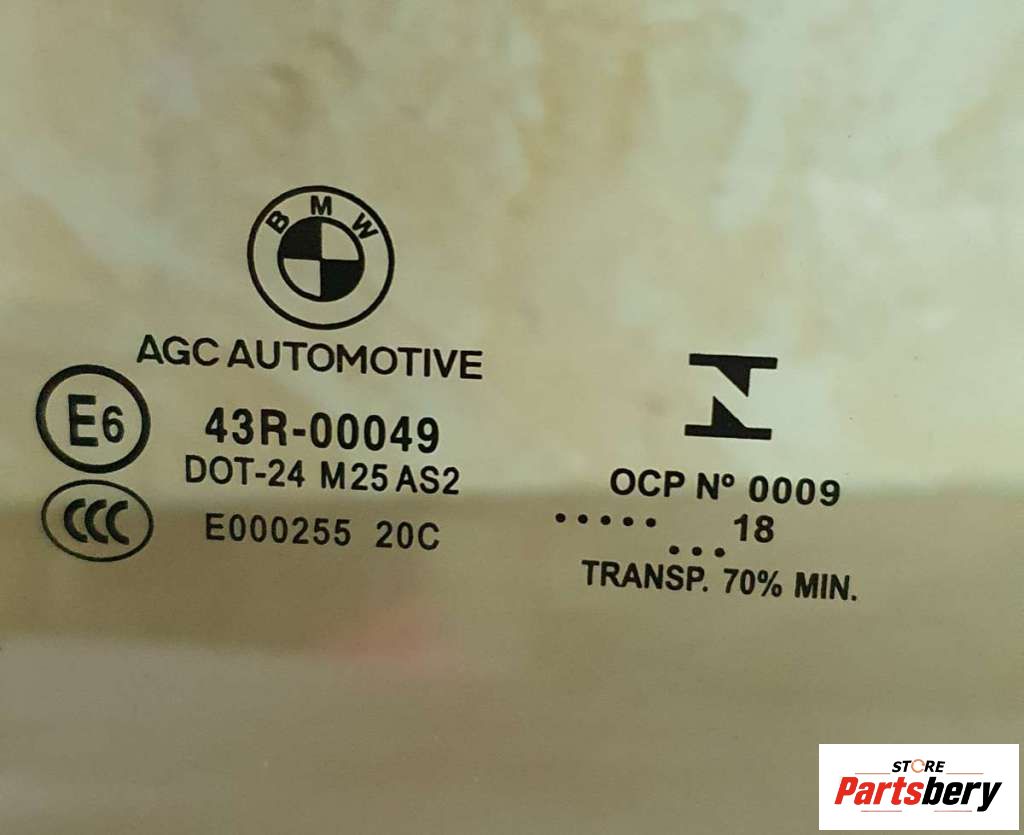 BMW
AGC AUTOMOTIVE
E6
43R-00049
DOT-24 M25 AS2
CCC
E000255 20C
OCP Nº 0009
..... 18
...
TRANSP. 70% MIN.
STORE
Partsbery